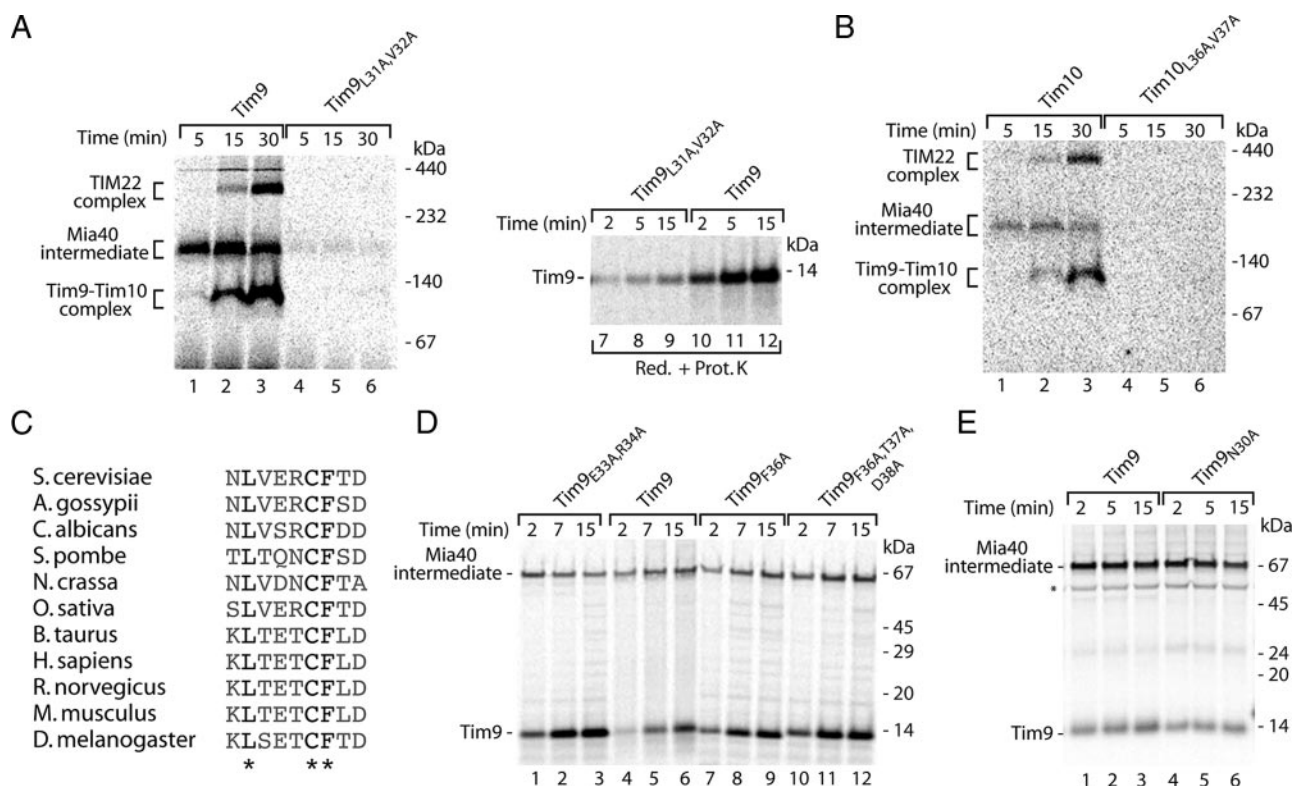 A
Tim9 Tim9L31A,V32A
Time (min) 5 15 30 5 15 30 kDa
TIM22 complex
Mia40 intermediate
Tim9-Tim10 complex
- 440
- 232
- 140
- 67
1 2 3 4 5 6
Tim9L31A,V32A Tim9
Time (min) 2 5 15 2 5 15 kDa
Tim9 - - 14
7 8 9 10 11 12
Red. + Prot. K
B
Tim10 Tim10L36A,V37A
Time (min) 5 15 30 5 15 30 kDa
TIM22 complex
Mia40 intermediate
Tim9-Tim10 complex
- 440
- 232
- 140
- 67
1 2 3 4 5 6
C
S. cerevisiae NLVERCFTD
A. gossypii NLVERCFSD
C. albicans NLVSRCFDD
S. pombe TLTQNCFSD
N. crassa NLVDNCFTA
O. sativa SLVERCFTD
B. taurus KLTETCFLD
H. sapiens KLTETCFLD
R. norvegicus KLTETCFLD
M. musculus KLTETCFLD
D. melanogaster KLSETCFTD
* **
D
Tim9E33A,R34A Tim9 Tim9F36A Tim9F36A,T37A,D38A
Time (min) 2 7 15 2 7 15 2 7 15 2 7 15 kDa
Mia40 intermediate - - 67
- 45
- 29
- 20
Tim9 - - 14
1 2 3 4 5 6 7 8 9 10 11 12
E
Tim9 Tim9N30A
Time (min) 2 5 15 2 5 15 kDa
Mia40 intermediate - - 67
- 45
- 24
- 20
Tim9 - - 14
1 2 3 4 5 6